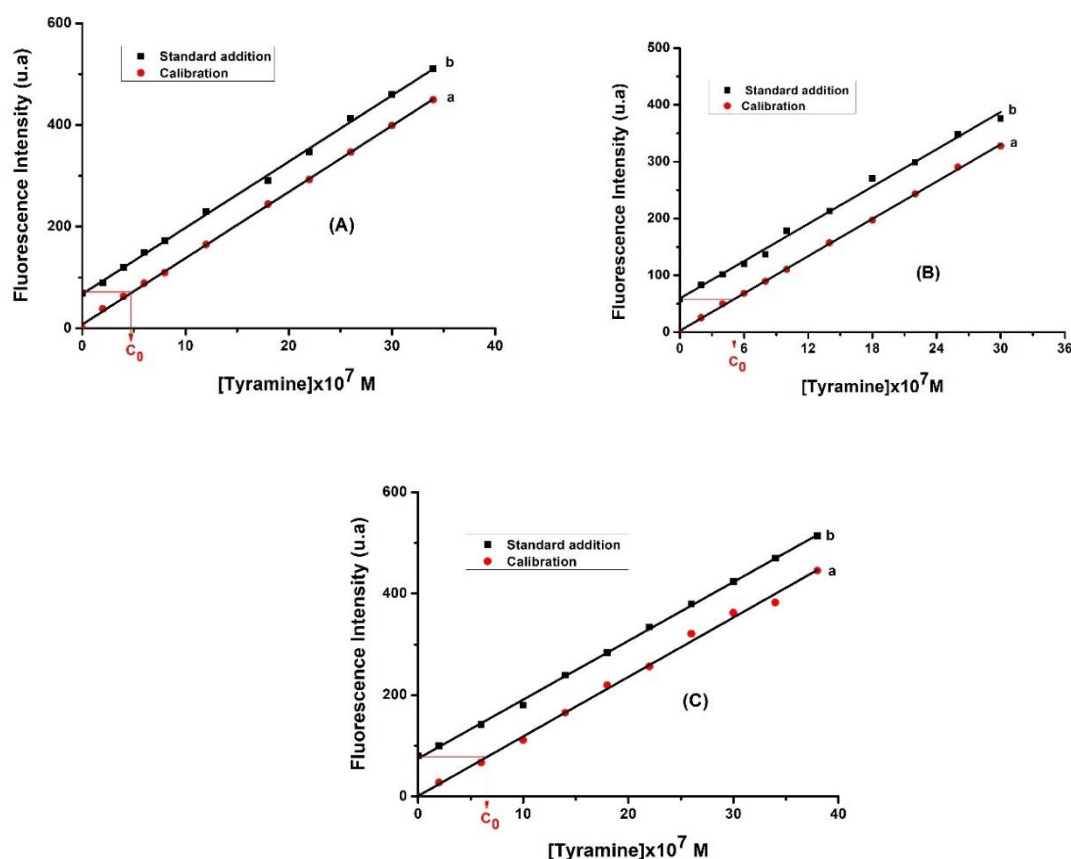 600
Standard addition
Calibration
b
a
400
200
0
(A)
Fluorescence Intensity (u.a)
0
10
20
30
40
C0
[Tyramine]x10^7 M
500
Standard addition
Calibration
b
a
400
300
200
100
0
(B)
Fluorescence Intensity (u.a)
0
6
12
18
24
30
36
C0
[Tyramine]x10^7 M
600
Standard addition
Calibration
b
a
400
200
0
(C)
Fluorescence Intensity (u.a)
0
10
20
30
40
C0
[Tyramine]x10^7 M